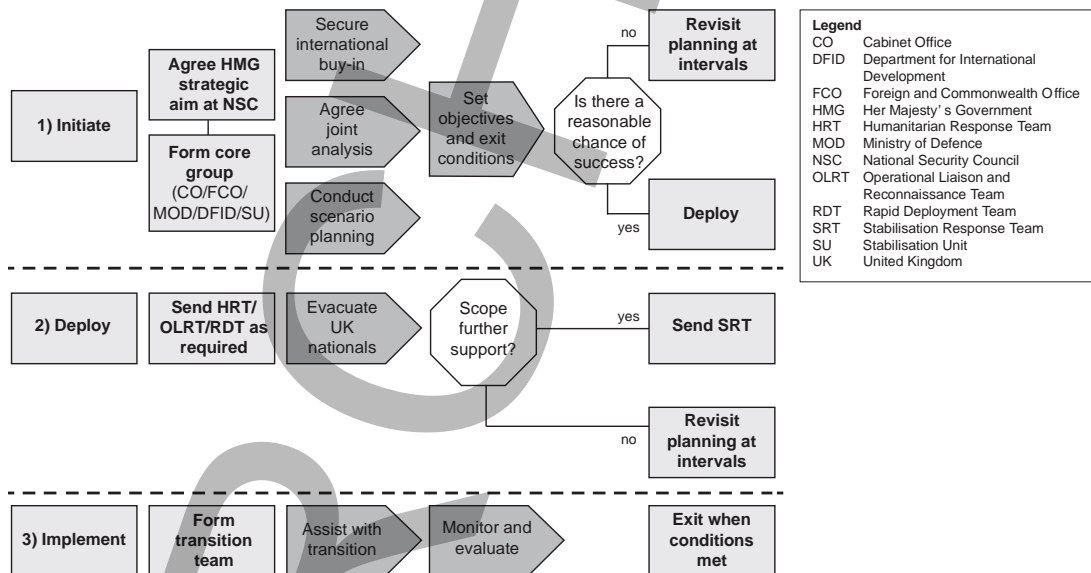 1) Initiate
Agree HMG
strategic
aim at NSC
Form core
group
(CO/FCO/
MOD/DFID/SU)
Secure
international
buy-in
Agree
joint
analysis
Conduct
scenario
planning
Set
objectives
and exit
conditions
Is there a
reasonable
chance of
success?
no
Revisit
planning at
intervals
yes
Deploy
Legend
CO Cabinet Office
DFID Department for International
Development
FCO Foreign and Commonwealth Office
HMG Her Majesty's Government
HRT Humanitarian Response Team
MOD Ministry of Defence
NSC National Security Council
OLRT Operational Liaison and
Reconnaissance Team
RDT Rapid Deployment Team
SRT Stabilisation Response Team
SU Stabilisation Unit
UK United Kingdom
2) Deploy
Send HRT/
OLRT/RDT as
required
Evacuate
UK
nationals
Scope
further
support?
yes
Send SRT
no
Revisit
planning at
intervals
3) Implement
Form
transition
team
Assist with
transition
Monitor and
evaluate
Exit when
conditions
met